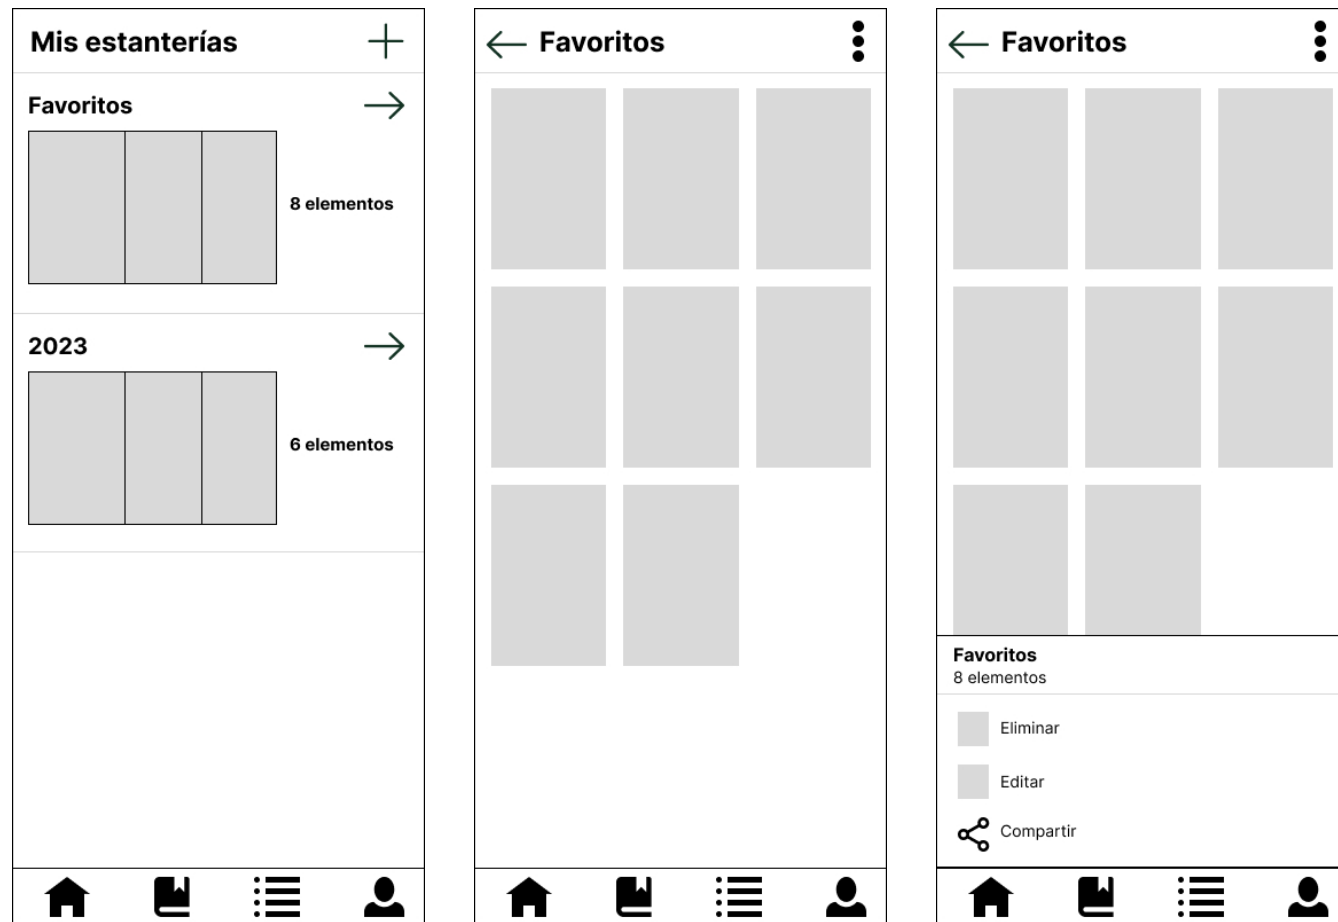 Mis estanterías
Favoritos
8 elementos
2023
6 elementos
Favoritos
Favoritos
Favoritos
8 elementos
Eliminar
Editar
Compartir